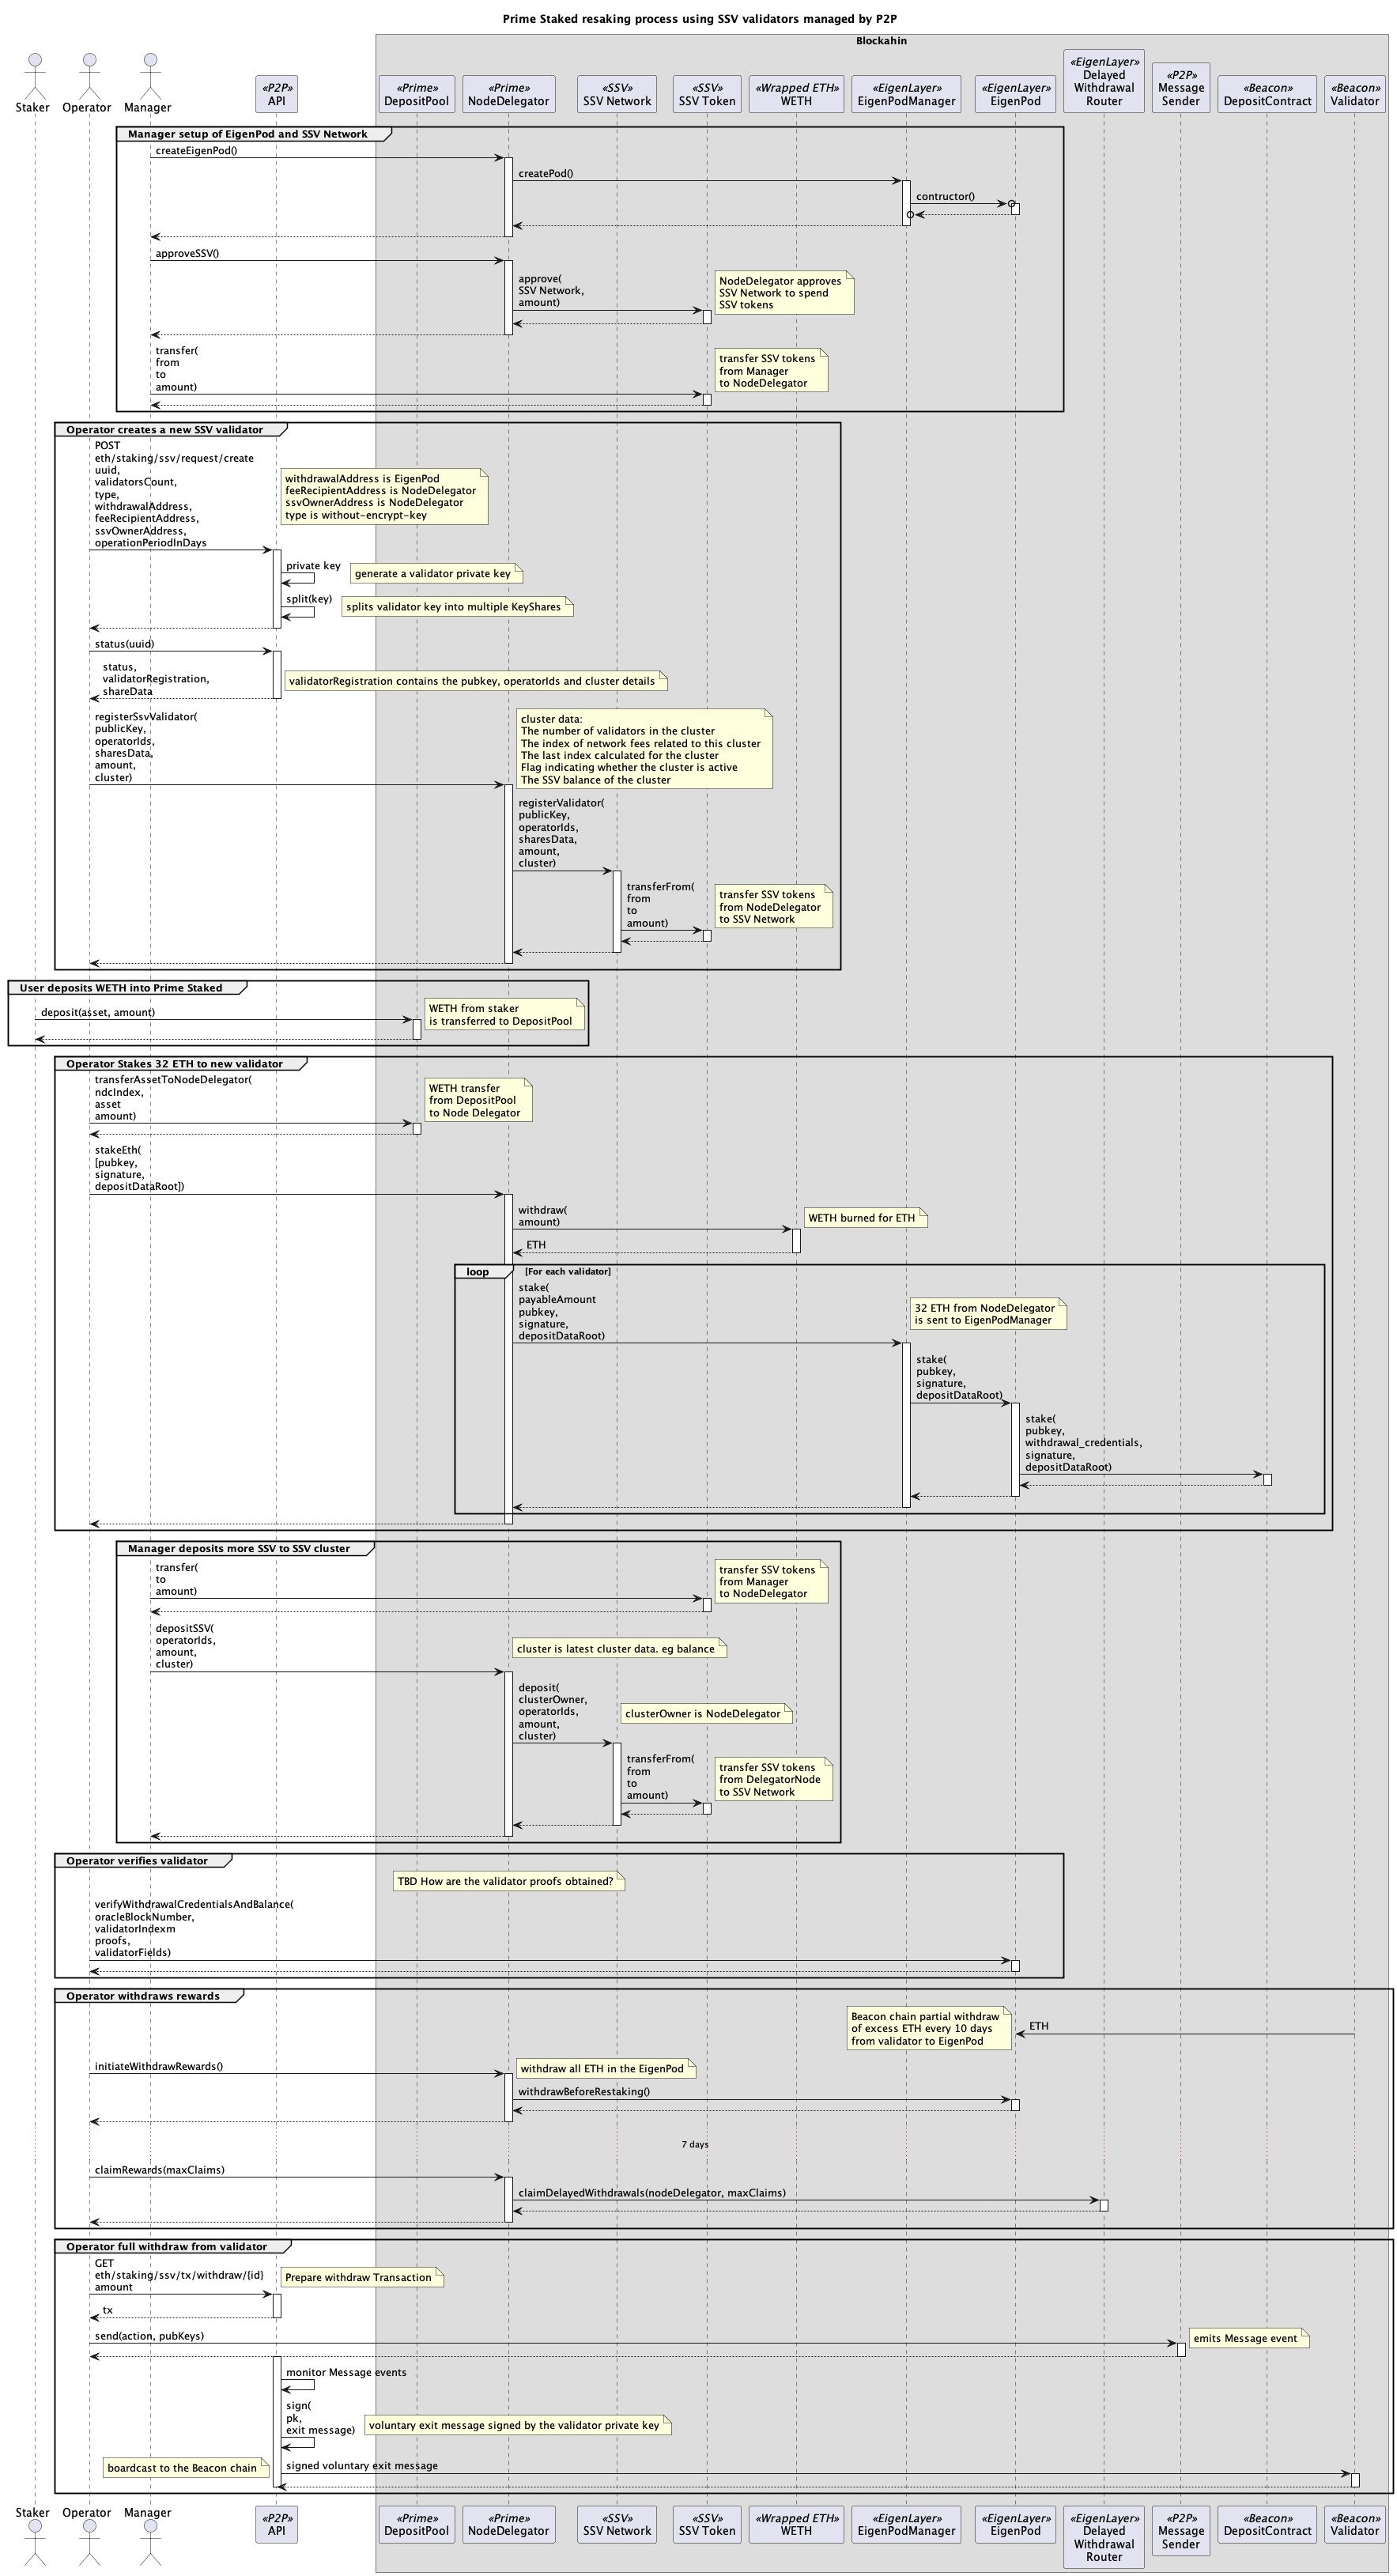 Prime Staked resaking process using SSV validators managed by P2P
Blockahin
Staker
Operator
Manager
«P2P»
API
«Prime»
DepositPool
«Prime»
NodeDelegator
«SSV»
SSV Network
«SSV»
SSV Token
«Wrapped ETH»
WETH
«EigenLayer»
EigenPodManager
«EigenLayer»
EigenPod
«EigenLayer»
Delayed
Withdrawal
Router
«P2P»
Message
Sender
«Beacon»
DepositContract
«Beacon»
Validator
Manager setup of EigenPod and SSV Network
createEigenPod()
createPod()
contructor()
approveSSV()
approve(
SSV Network,
amount)
NodeDelegator approves
SSV Network to spend
SSV tokens
transfer(
from
to
amount)
transfer SSV tokens
from Manager
to NodeDelegator
Operator creates a new SSV validator
POST
eth/staking/ssv/request/create
uuid,
validatorsCount,
type,
withdrawalAddress,
feeRecipientAddress,
ssvOwnerAddress,
operationPeriodInDays
withdrawalAddress is EigenPod
feeRecipientAddress is NodeDelegator
ssvOwnerAddress is NodeDelegator
type is without-encrypt-key
private key
generate a validator private key
split(key)
splits validator key into multiple KeyShares
status(uuid)
status,
validatorRegistration,
shareData
validatorRegistration contains the pubkey, operatorIds and cluster details
registerSsvValidator(
publicKey,
operatorIds,
sharesData,
amount,
cluster)
cluster data:
The number of validators in the cluster
The index of network fees related to this cluster
The last index calculated for the cluster
Flag indicating whether the cluster is active
The SSV balance of the cluster
registerValidator(
publicKey,
operatorIds,
sharesData,
amount,
cluster)
transferFrom(
from
to
amount)
transfer SSV tokens
from NodeDelegator
to SSV Network
User deposits WETH into Prime Staked
deposit(asset, amount)
WETH from staker
is transferred to DepositPool
Operator Stakes 32 ETH to new validator
transferAssetToNodeDelegator(
ndcIndex,
asset
amount)
WETH transfer
from DepositPool
to Node Delegator
stakeEth(
[pubkey,
signature,
depositDataRoot])
withdraw(
amount)
WETH burned for ETH
ETH
loop
[For each validator]
stake(
payableAmount
pubkey,
signature,
depositDataRoot)
32 ETH from NodeDelegator
is sent to EigenPodManager
stake(
pubkey,
signature,
depositDataRoot)
stake(
pubkey,
withdrawal_credentials,
signature,
depositDataRoot)
Manager deposits more SSV to SSV cluster
transfer(
to
amount)
transfer SSV tokens
from Manager
to NodeDelegator
depositSSV(
operatorIds,
amount,
cluster)
cluster is latest cluster data. eg balance
deposit(
clusterOwner,
operatorIds,
amount,
cluster)
clusterOwner is NodeDelegator
transferFrom(
from
to
amount)
transfer SSV tokens
from DelegatorNode
to SSV Network
Operator verifies validator
TBD How are the validator proofs obtained?
verifyWithdrawalCredentialsAndBalance(
oracleBlockNumber,
validatorIndexm
proofs,
validatorFields)
Operator withdraws rewards
Beacon chain partial withdraw
of excess ETH every 10 days
from validator to EigenPod
ETH
initiateWithdrawRewards()
withdraw all ETH in the EigenPod
withdrawBeforeRestaking()
7 days
claimRewards(maxClaims)
claimDelayedWithdrawals(nodeDelegator, maxClaims)
Operator full withdraw from validator
GET
eth/staking/ssv/tx/withdraw/{id}
amount
Prepare withdraw Transaction
tx
send(action, pubKeys)
emits Message event
monitor Message events
sign(
pk,
exit message)
voluntary exit message signed by the validator private key
boardcast to the Beacon chain
signed voluntary exit message
Staker
Operator
Manager
«P2P»
API
«Prime»
DepositPool
«Prime»
NodeDelegator
«SSV»
SSV Network
«SSV»
SSV Token
«Wrapped ETH»
WETH
«EigenLayer»
EigenPodManager
«EigenLayer»
EigenPod
«EigenLayer»
Delayed
Withdrawal
Router
«P2P»
Message
Sender
«Beacon»
DepositContract
«Beacon»
Validator